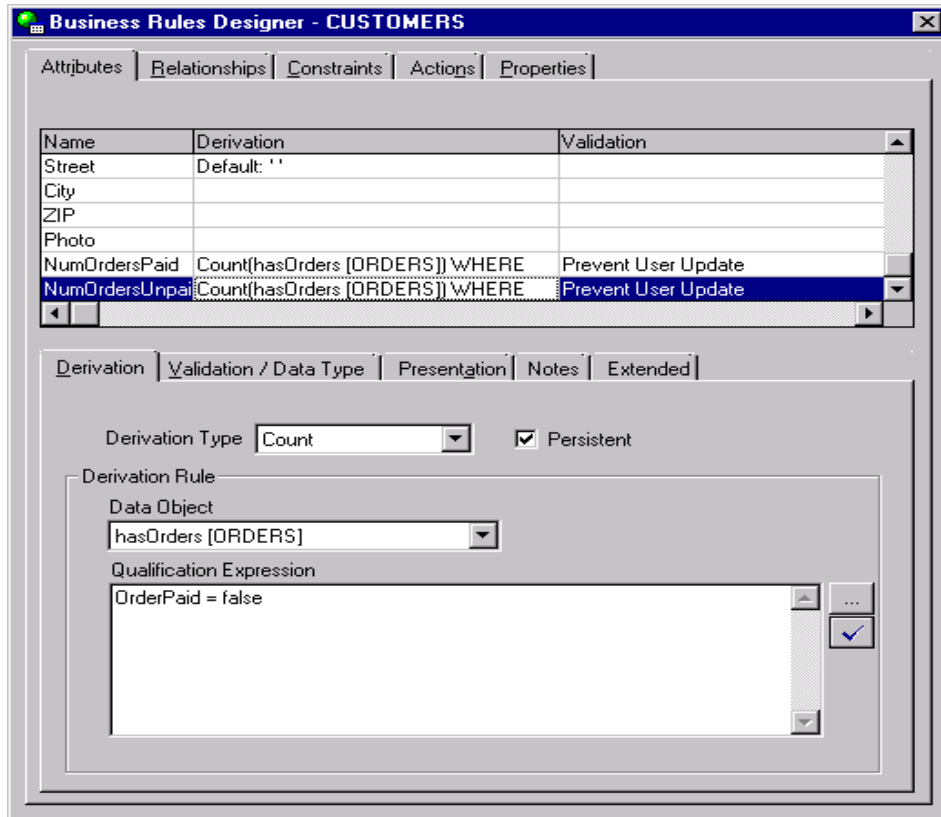 Business Rules Designer - CUSTOMERS
Attributes Relationships Constraints Actions Properties
Name Derivation Validation
Street Default: ' '
City
ZIP
Photo
NumOrdersPaid Count(hasOrders [ORDERS]) WHERE Prevent User Update
NumOrdersUnpai Count(hasOrders [ORDERS]) WHERE Prevent User Update
Derivation Validation / Data Type Presentation Notes Extended
Derivation Type Count Persistent
Derivation Rule
Data Object
hasOrders [ORDERS]
Qualification Expression
OrderPaid = false
...